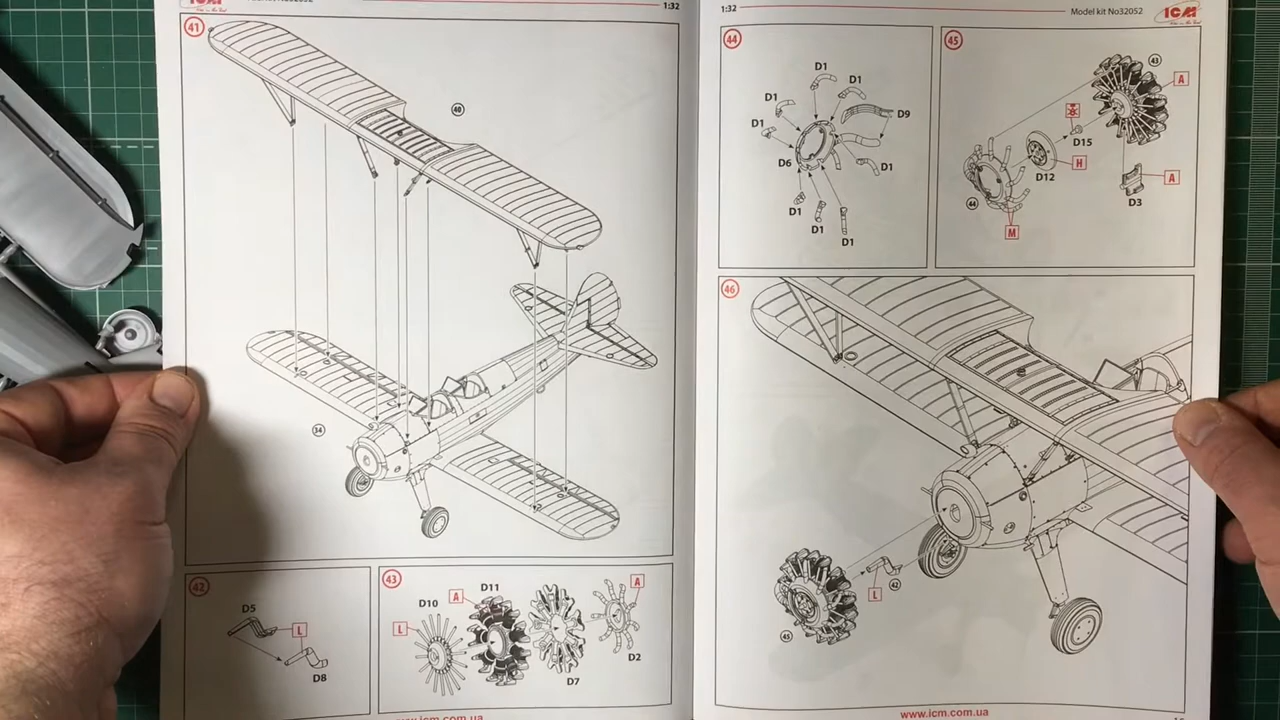 ICM
1:32
41
40
34
42
D5
L
D8
43
D10
L
A
D11
D7
A
D2
www.icm.com.ua
1:32
Model kit No32052
ICM
44
D1
D1
D1
D1
D9
D6
D1
D1
D1
D1
45
43
A
D15
H
D12
A
D3
44
M
46
L
42
45
www.icm.com.ua